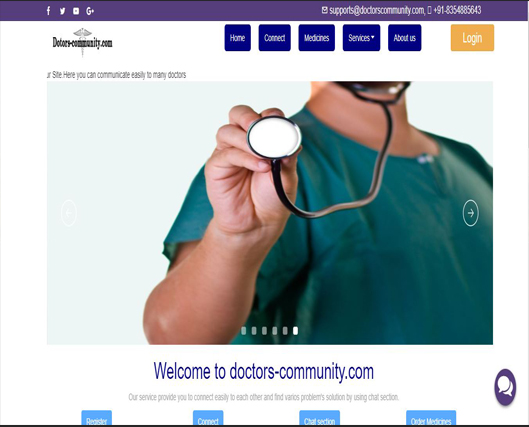 supports@doctorscommunity.com, +91-8354885643
Dotors-community.com
Home Connect Medicines Services About us Login
ur Site.Here you can communicate easily to many doctors
Welcome to doctors-community.com
Our service provide you to connect easily to each other and find varios problem's solution by using chat section.
Register Connect Chat section Order Medicines